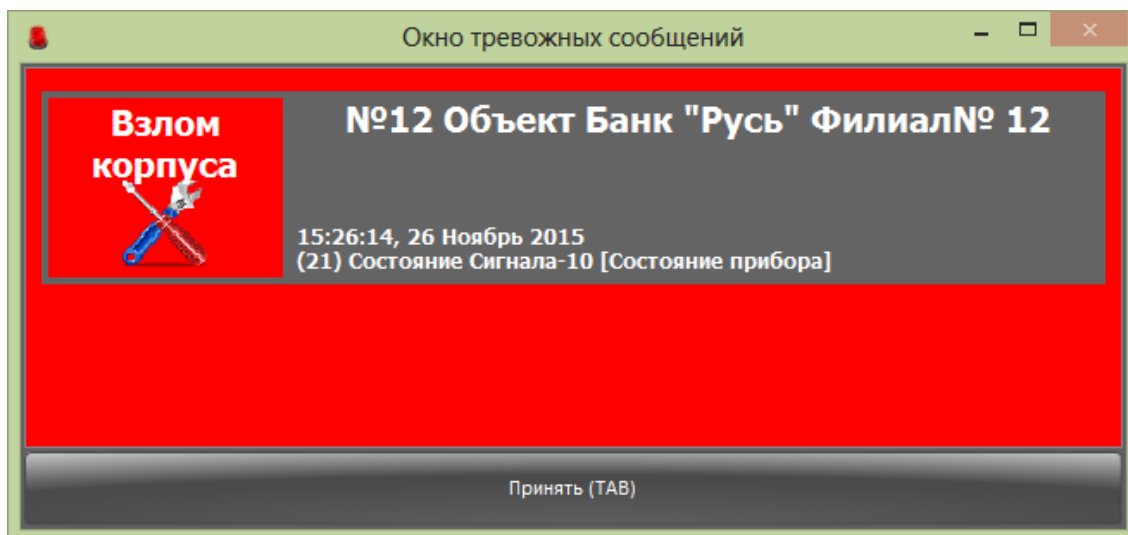 Окно тревожных сообщений
Взлом
корпуса
№12 Объект Банк "Русь" Филиал№ 12
15:26:14, 26 Ноябрь 2015
(21) Состояние Сигнала-10 [Состояние прибора]
Принять (TAB)